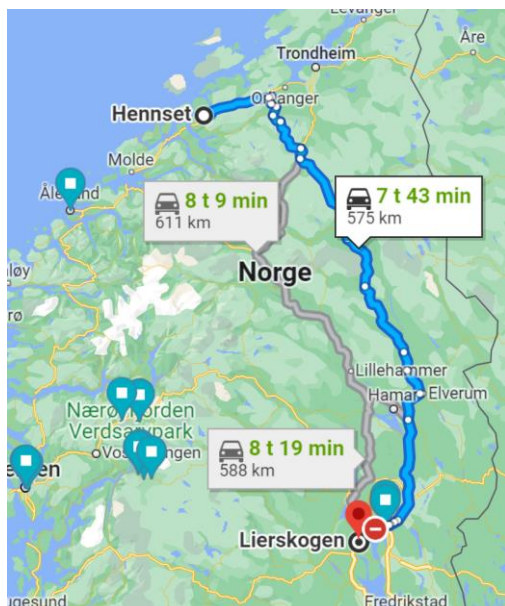 Levanger
Åre
Trondheim
Orkanger
Hennset
Molde
8 t 9 min
611 km
7 t 43 min
575 km
Ålesund
Norge
Lillehammer
Hamar
Elverum
Nærøyfjorden
Verdsarvpark
8 t 19 min
588 km
Lierskogen
Fredrikstad